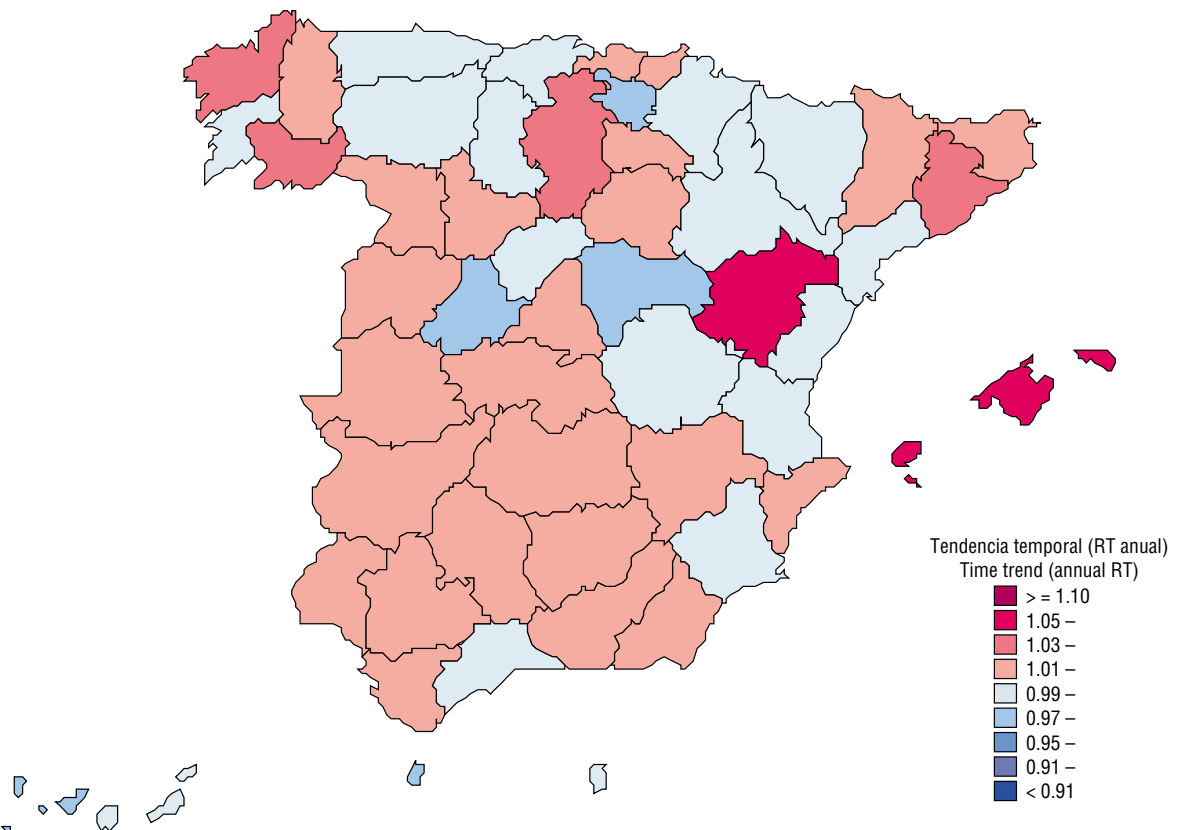 Tendencia temporal (RT anual)
Time trend (annual RT)
> = 1.10
1.05 –
1.03 –
1.01 –
0.99 –
0.97 –
0.95 –
0.91 –
< 0.91